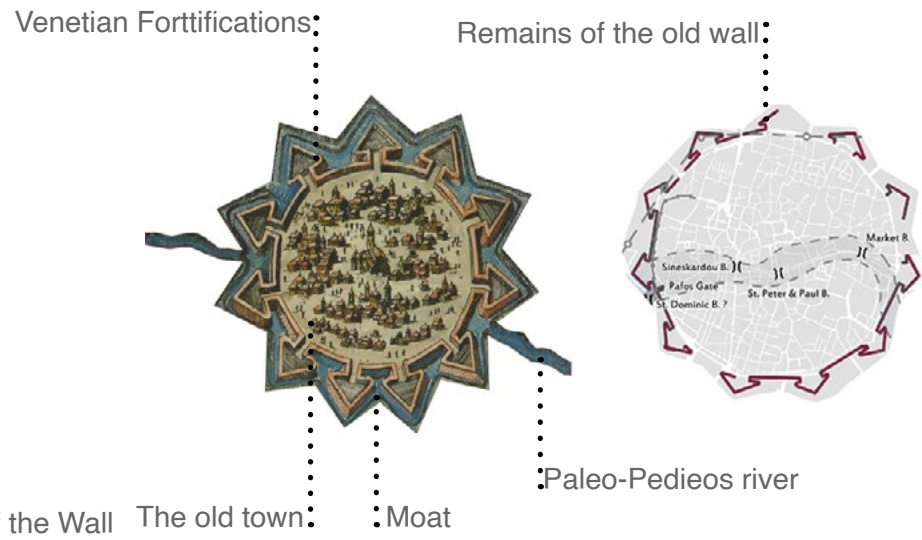 Venetian Forttifications
Remains of the old wall
Market B.
Sineskardou B.
Pafos Gate
St. Peter & Paul B.
St. Dominic B. ?
Paleo-Pedieos river
the Wall
The old town
Moat